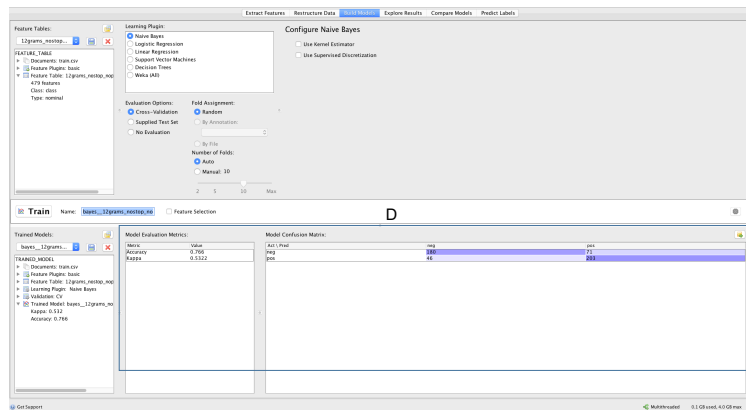 Extract Features Restructure Data Build Models Explore Results Compare Models Predict Labels
Feature Tables:
12grams_nostop...
FEATURE_TABLE
Documents: train.csv
Feature Plugins: basic
Feature Table: 12grams_nostop_nop
479 features
Class: class
Type: nominal
Learning Plugin:
Naive Bayes
Logistic Regression
Linear Regression
Support Vector Machines
Decision Trees
Weka (All)
Configure Naive Bayes
Use Kernel Estimator
Use Supervised Discretization
Evaluation Options:
Cross-Validation
Supplied Test Set
No Evaluation
Fold Assignment:
Random
By Annotation:
By File
Number of Folds:
Auto
Manual: 10
2 5 10 Max
Train Name: bayes__12grams_nostop_no Feature Selection
D
Trained Models:
bayes__12grams...
TRAINED_MODEL
Documents: train.csv
Feature Plugins: basic
Feature Table: 12grams_nostop_nop
Learning Plugin: Naive Bayes
Validation: CV
Trained Model: bayes__12grams_nop
Kappa: 0.532
Accuracy: 0.766
Model Evaluation Metrics:
Metric Value
Accuracy 0.766
Kappa 0.5322
Model Confusion Matrix:
Act \ Pred neg pos
neg 180 71
pos 46 203
Get Support
Multithreaded 0.1 GB used, 4.0 GB max